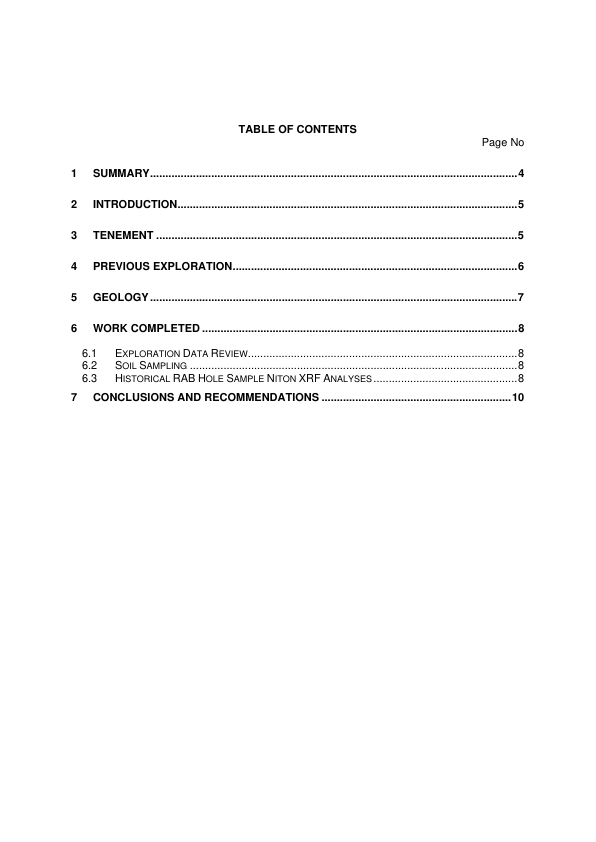 TABLE OF CONTENTS
Page No
1 SUMMARY........................................................................................................................4
2 INTRODUCTION...............................................................................................................5
3 TENEMENT ......................................................................................................................5
4 PREVIOUS EXPLORATION.............................................................................................6
5 GEOLOGY........................................................................................................................7
6 WORK COMPLETED .......................................................................................................8
6.1 EXPLORATION DATA REVIEW........................................................................................8
6.2 SOIL SAMPLING ...........................................................................................................8
6.3 HISTORICAL RAB HOLE SAMPLE NITON XRF ANALYSES ...............................................8
7 CONCLUSIONS AND RECOMMENDATIONS ..............................................................10